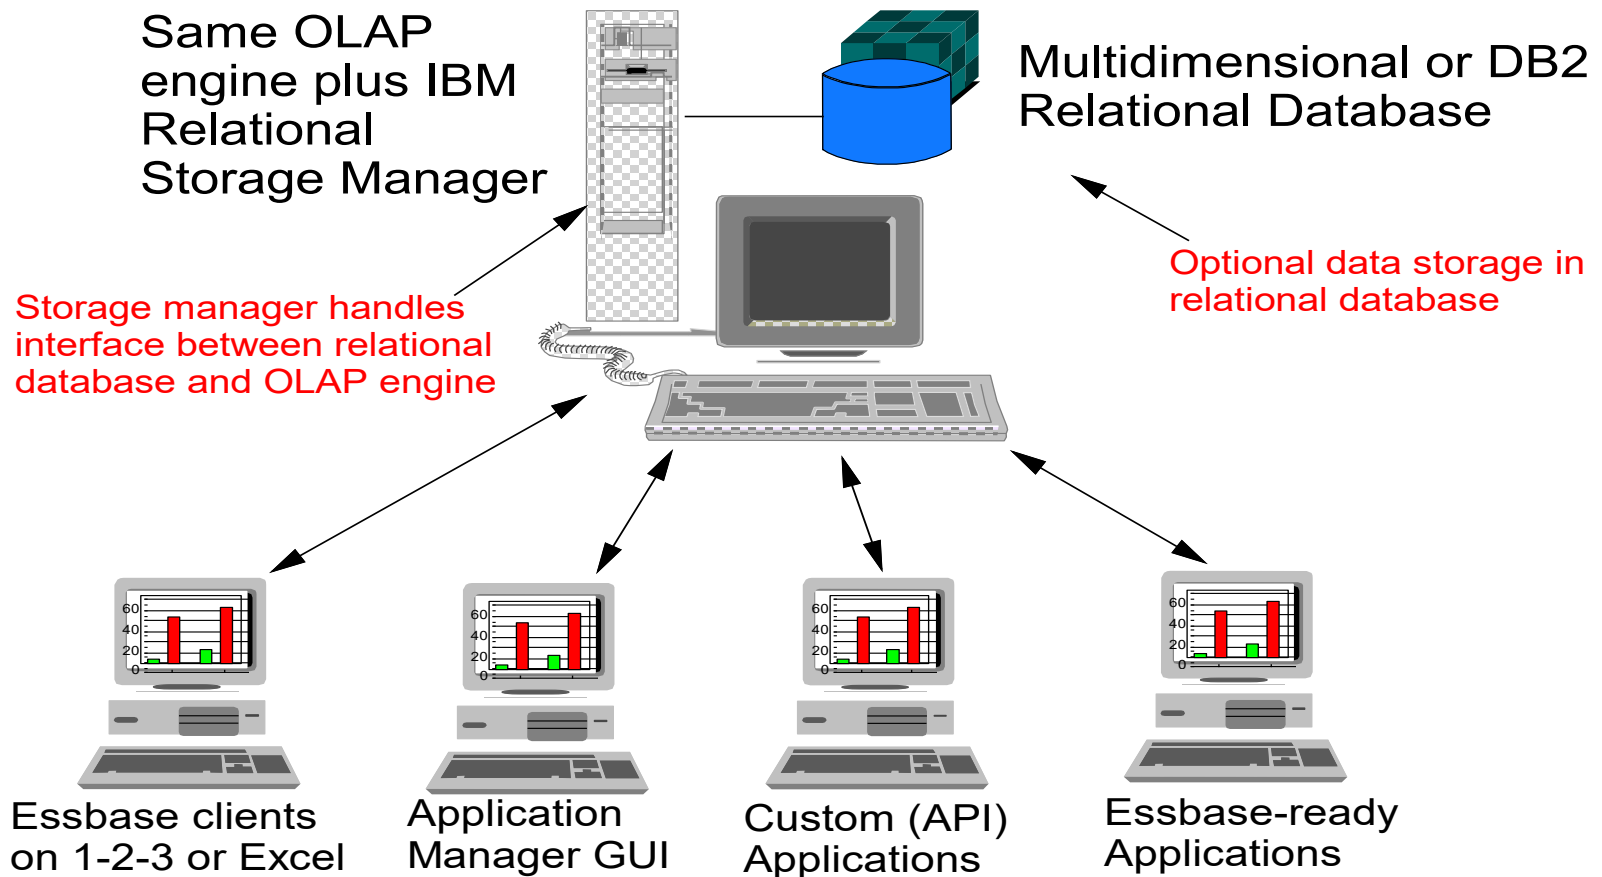 Same OLAP
engine plus IBM
Relational
Storage Manager
Multidimensional or DB2
Relational Database
Optional data storage in
relational database
Storage manager handles
interface between relational
database and OLAP engine
60
40
20
0
60
40
20
0
60
40
20
0
60
40
20
0
Essbase clients
on 1-2-3 or Excel
Application
Manager GUI
Custom (API)
Applications
Essbase-ready
Applications